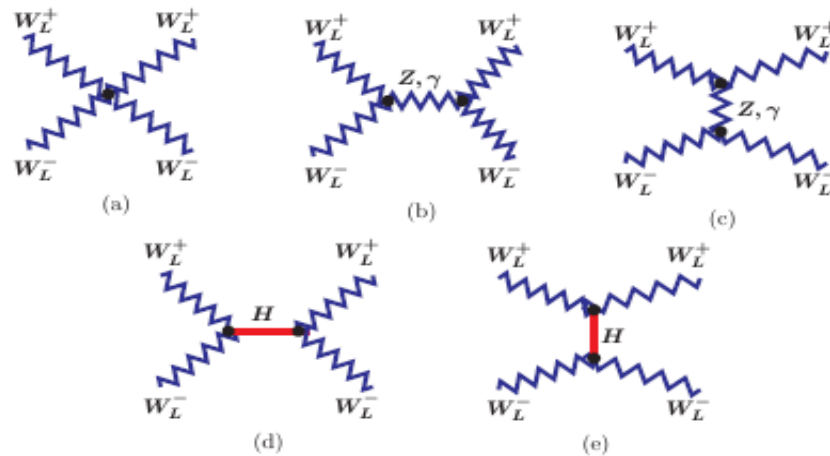 W_L^+ W_L^+
W_L^- W_L^-
(a)
W_L^+ W_L^+
Z, γ
W_L^- W_L^-
(b)
W_L^+ W_L^+
Z, γ
W_L^- W_L^-
(c)
W_L^+ W_L^+
H
W_L^- W_L^-
(d)
W_L^+ W_L^+
H
W_L^- W_L^-
(e)